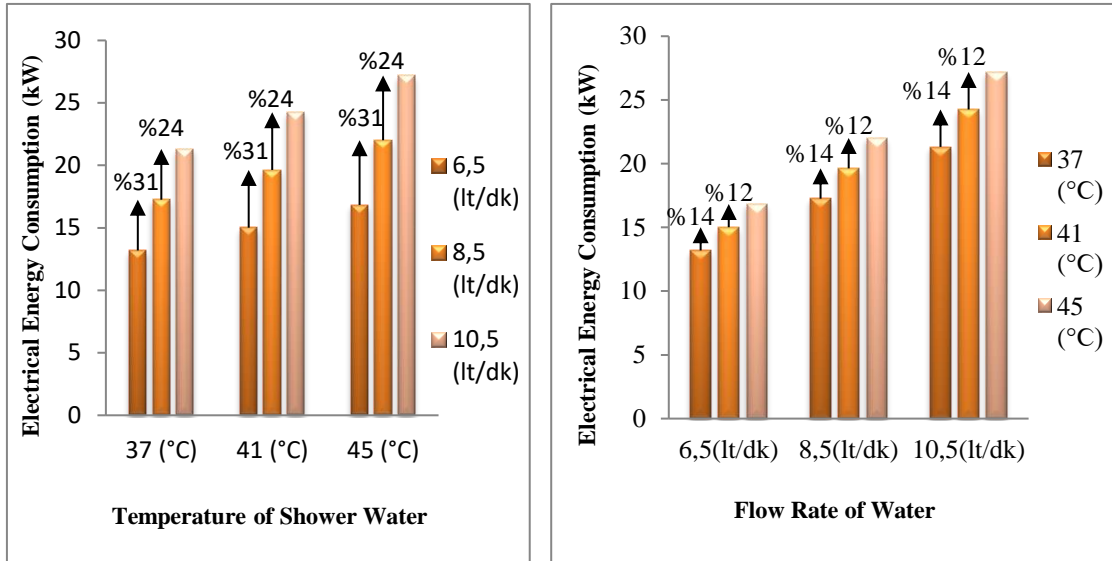 Electrical Energy Consumption (kW)
30
25
20
15
10
5
0
%31
%24
%31
%24
%31
%24
37 (°C)
41 (°C)
45 (°C)
Temperature of Shower Water
6,5
(lt/dk)
8,5
(lt/dk)
10,5
(lt/dk)
Electrical Energy Consumption (kW)
30
25
20
15
10
5
0
%14
%12
%14
%12
%14
%12
6,5(lt/dk)
8,5(lt/dk)
10,5(lt/dk)
Flow Rate of Water
37
(°C)
41
(°C)
45
(°C)